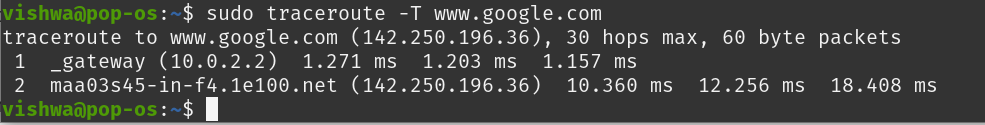 vishwa@pop-os:~$ sudo traceroute -T www.google.com
traceroute to www.google.com (142.250.196.36), 30 hops max, 60 byte packets
 1  _gateway (10.0.2.2)  1.271 ms  1.203 ms  1.157 ms
 2  maa03s45-in-f4.1e100.net (142.250.196.36)  10.360 ms  12.256 ms  18.408 ms
vishwa@pop-os:~$